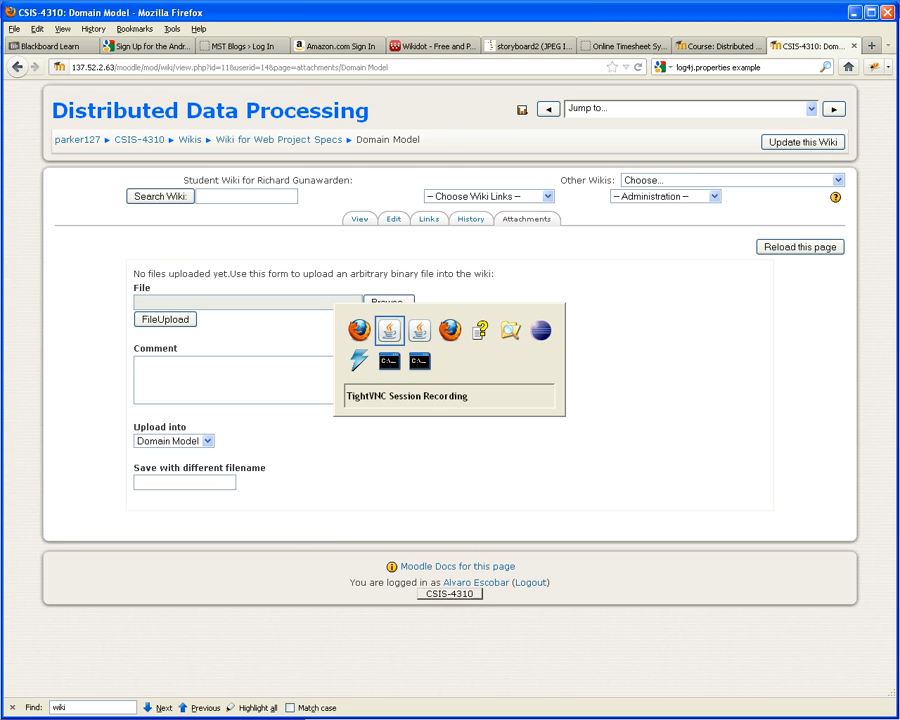 CSIS-4310: Domain Model - Mozilla Firefox
File Edit View History Bookmarks Tools Help
Blackboard Learn
Sign Up for the Andr...
MST Blogs › Log In
Amazon.com Sign In
Wikidot - Free and P...
storyboard2 (JPEG I...
Online Timesheet Sy...
Course: Distributed ...
CSIS-4310: Dom...
137.52.2.63/moodle/mod/wiki/view.php?id=11&userid=14&page=attachments/Domain Model
log4j.properties example
Distributed Data Processing
Jump to...
parker127 ► CSIS-4310 ► Wikis ► Wiki for Web Project Specs ► Domain Model
Update this Wiki
Student Wiki for Richard Gunawarden:
Other Wikis: Choose...
Search Wiki:
-- Choose Wiki Links --
-- Administration --
View Edit Links History Attachments
Reload this page
No files uploaded yet.Use this form to upload an arbitrary binary file into the wiki:
File
Browse...
FileUpload
Comment
TightVNC Session Recording
Upload into
Domain Model
Save with different filename
Moodle Docs for this page
You are logged in as Alvaro Escobar (Logout)
CSIS-4310
Find: wiki Next Previous Highlight all Match case